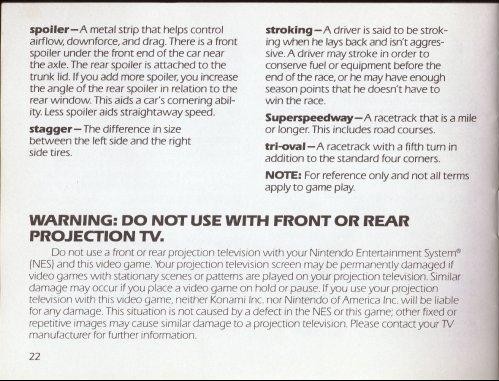 spoiler—A metal strip that helps control
airflow, downforce, and drag. There is a front
spoiler under the front end of the car near
the axle. The rear spoiler is attached to the
trunk lid. If you add more spoiler, you increase
the angle of the rear spoiler in relation to the
rear window. This aids a car's cornering abil-
ity. Less spoiler aids straightaway speed.
stagger—The difference in size
between the left side and the right
side tires.
stroking—A driver is said to be strok-
ing when he lays back and isn't aggres-
sive. A driver may stroke in order to
conserve fuel or equipment before the
end of the race, or he may have enough
season points that he doesn't have to
win the race.
Superspeedway—A racetrack that is a mile
or longer. This includes road courses.
tri-oval—A racetrack with a fifth turn in
addition to the standard four corners.
NOTE: For reference only and not all terms
apply to game play.
WARNING: DO NOT USE WITH FRONT OR REAR
PROJECTION TV.
Do not use a front or rear projection television with your Nintendo Entertainment System®
(NES) and this video game. Your projection television screen may be permanently damaged if
video games with stationary scenes or patterns are played on your projection television. Similar
damage may occur if you place a video game on hold or pause. If you use your projection
television with this video game, neither Konami Inc. nor Nintendo of America Inc. will be liable
for any damage. This situation is not caused by a defect in the NES or this game; other fixed or
repetitive images may cause similar damage to a projection television. Please contact your TV
manufacturer for further information.
22